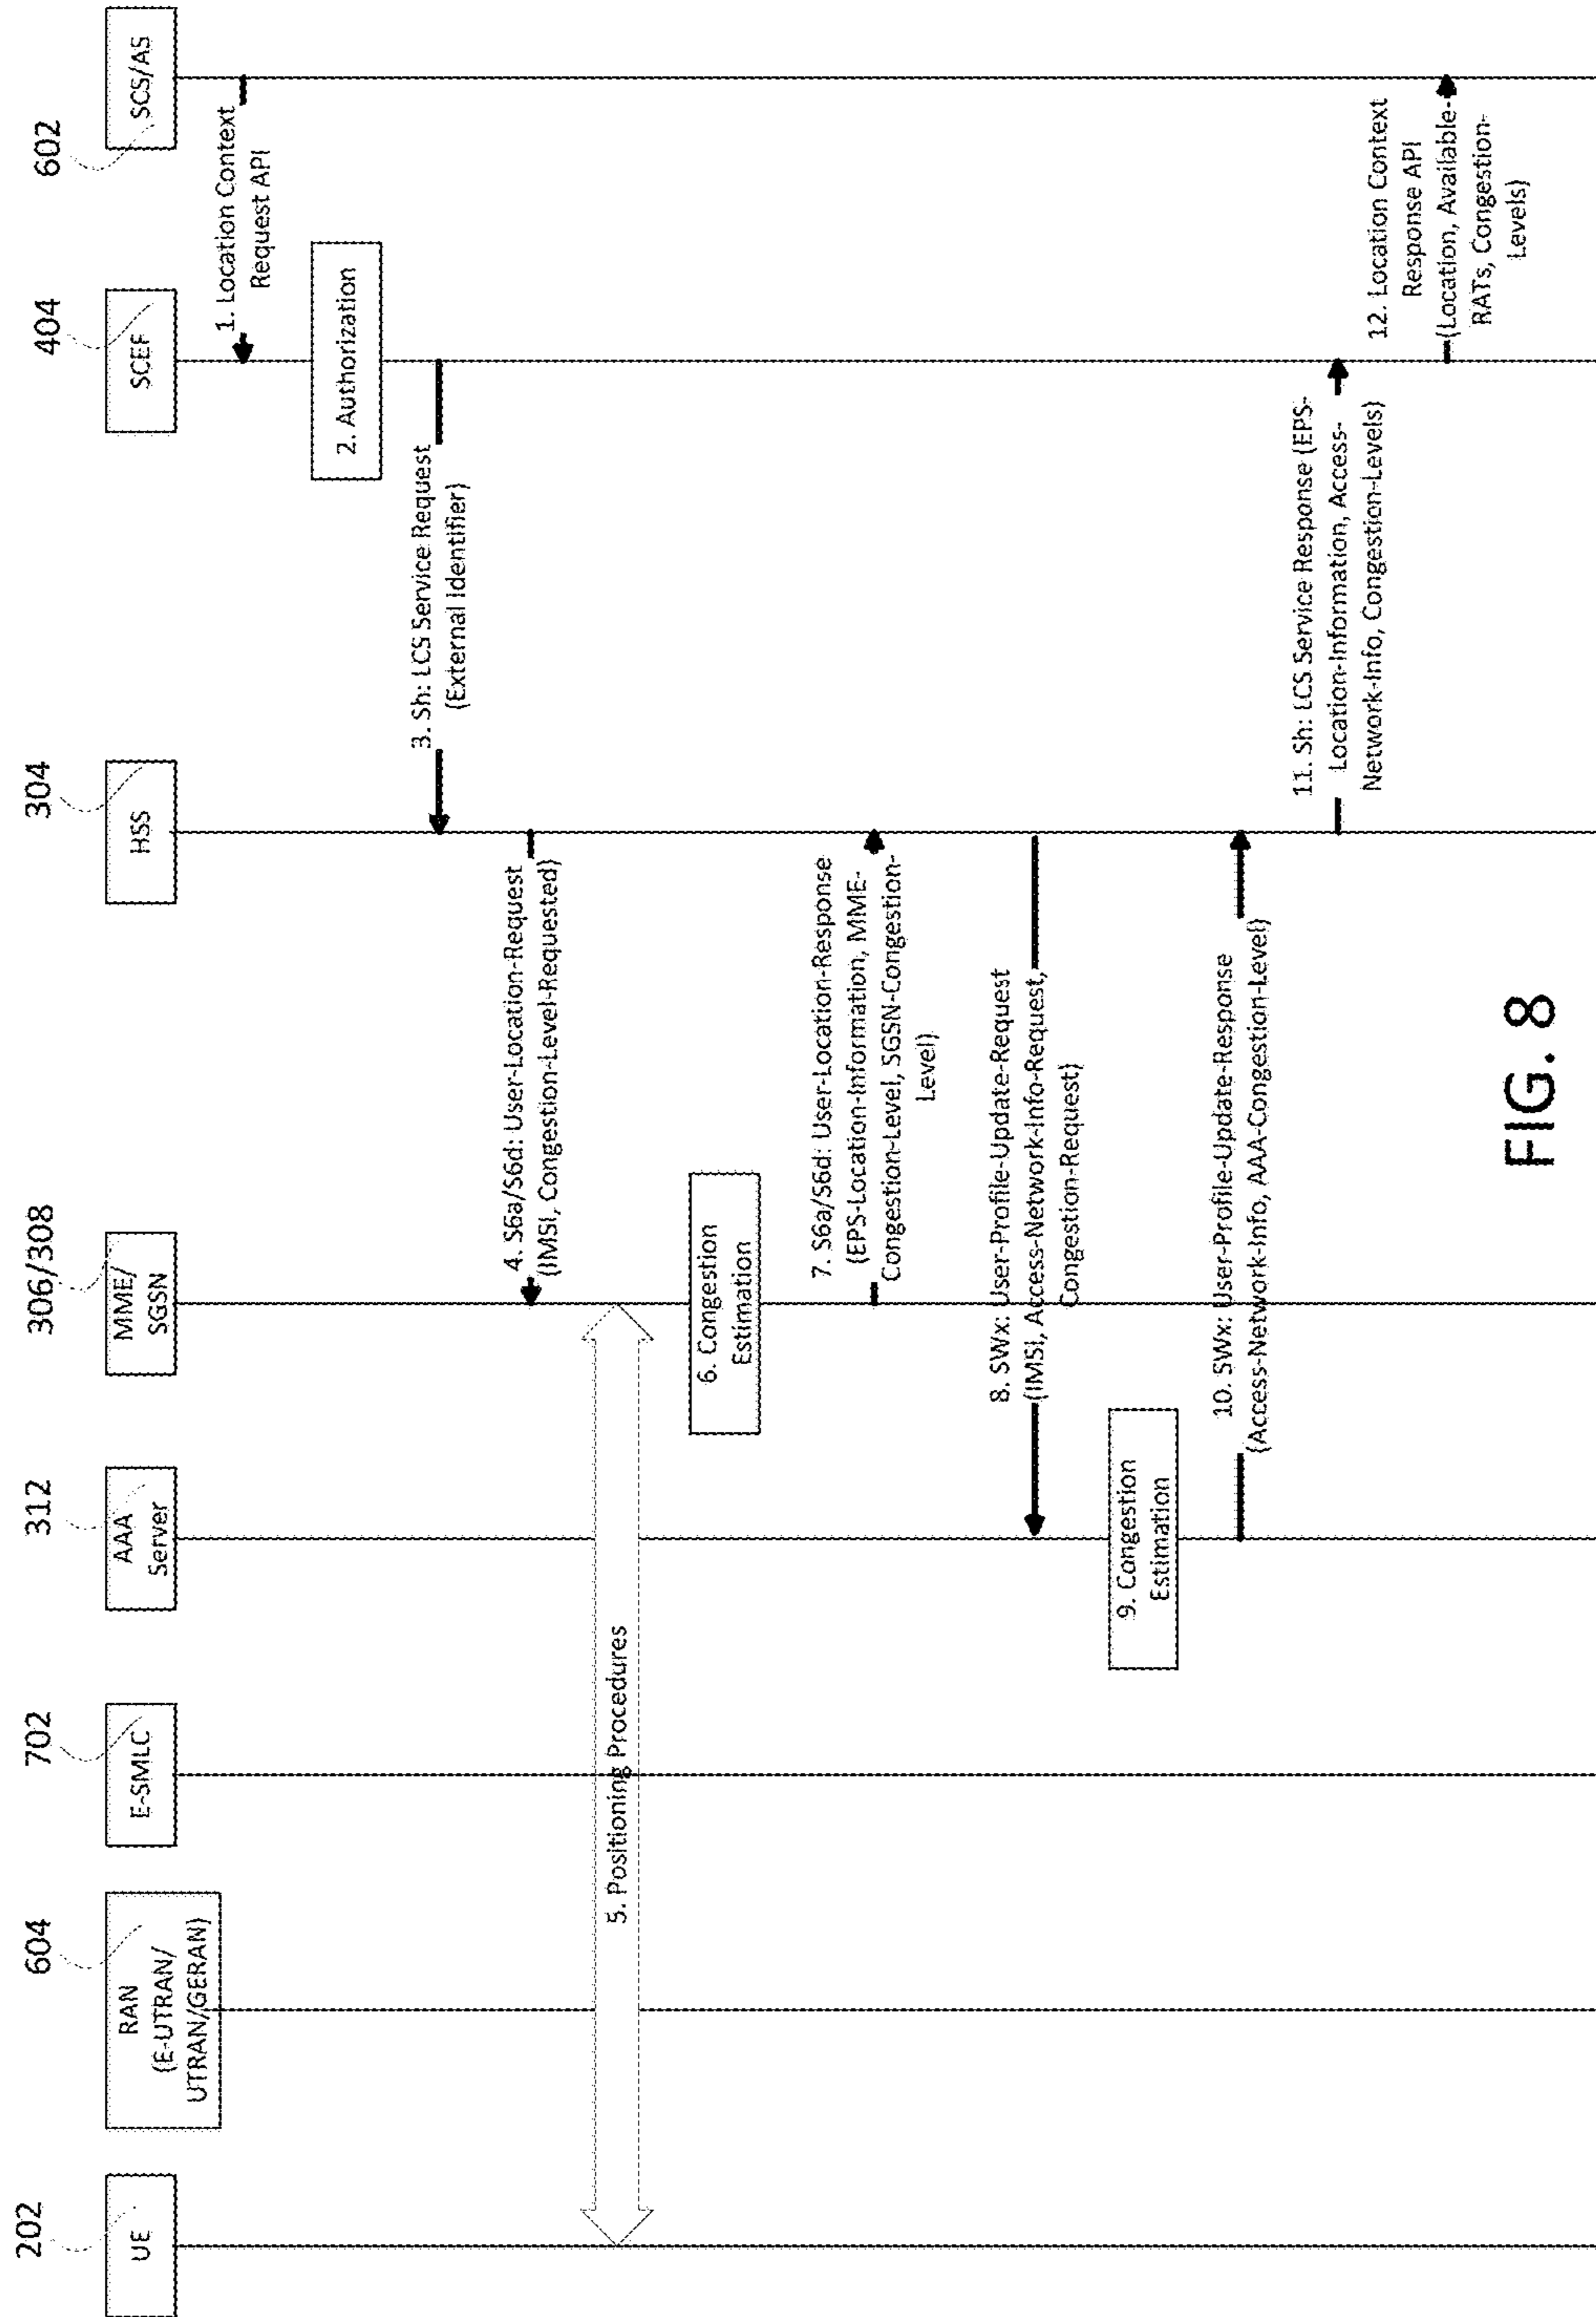 202
604
702
312
306/308
304
404
602
UE
RAN
(E-UTRAN/
UTRAN/GERAN)
E-SMLC
AAA
Server
MME/
SGSN
HSS
SCEF
SCS/AS
1. Location Context
Request API
2. Authorization
3. Sh: LCS Service Request
(External Identifier)
4. S6a/S6d: User-Location-Request
(IMSI, Congestion-Level-Requested)
5. Positioning Procedures
6. Congestion
Estimation
7. S6a/S6d: User-Location-Response
(EPS-Location-Information, MME-
Congestion-Level, SGSN-Congestion-
Level)
8. SWx: User-Profile-Update-Request
(IMSI, Access-Network-Info-Request,
Congestion-Request)
9. Congestion
Estimation
10. SWx: User-Profile-Update-Response
(Access-Network-Info, AAA-Congestion-Level)
11. Sh: LCS Service Response (EPS-
Location-Information, Access-
Network-Info, Congestion-Levels)
12. Location Context
Response API
(Location, Available-
RATs, Congestion-
Levels)
FIG. 8